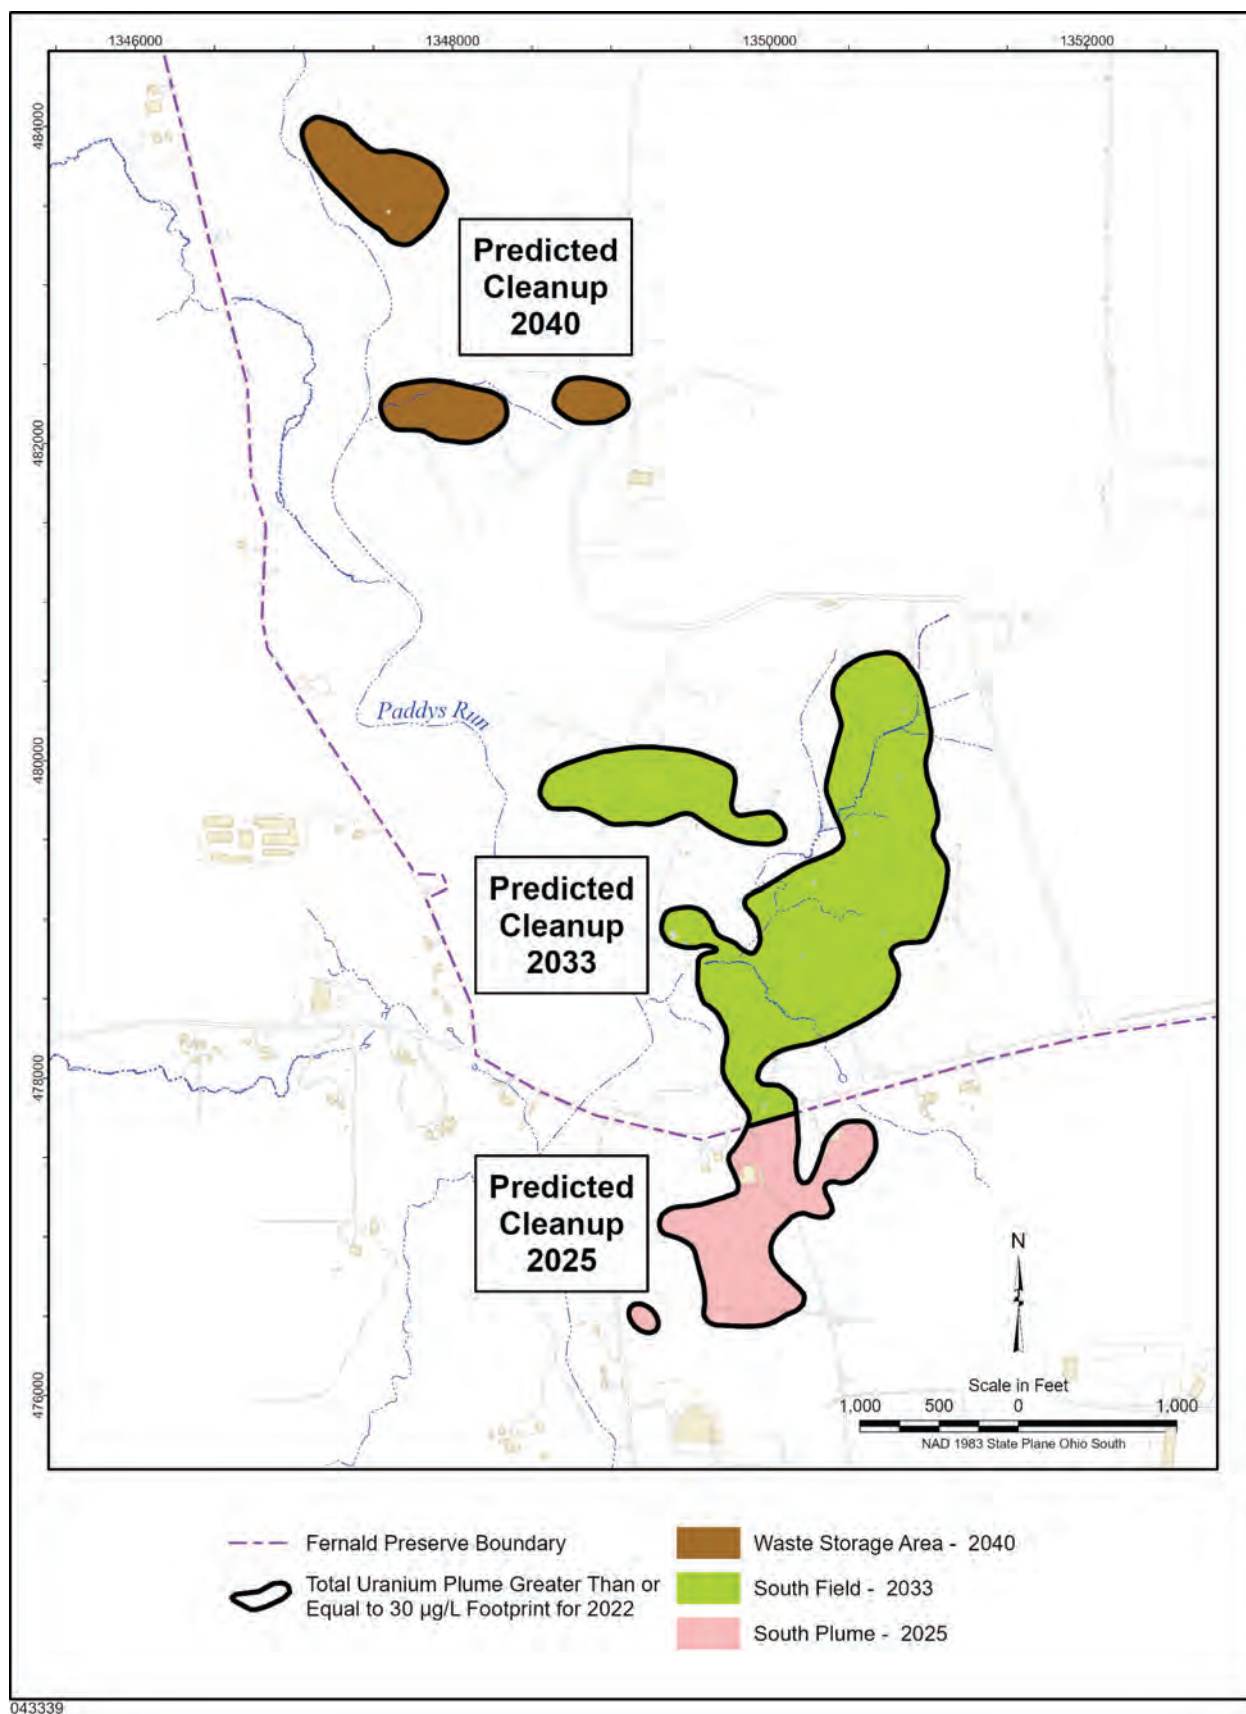 1346000
1348000
1350000
1352000
484000
482000
480000
478000
476000
Predicted
Cleanup
2040
Paddys Run
Predicted
Cleanup
2033
Predicted
Cleanup
2025
N
Scale in Feet
1,000 500 0 1,000
NAD 1983 State Plane Ohio South
Fernald Preserve Boundary
Total Uranium Plume Greater Than or
Equal to 30 µg/L Footprint for 2022
Waste Storage Area - 2040
South Field - 2033
South Plume - 2025
043339